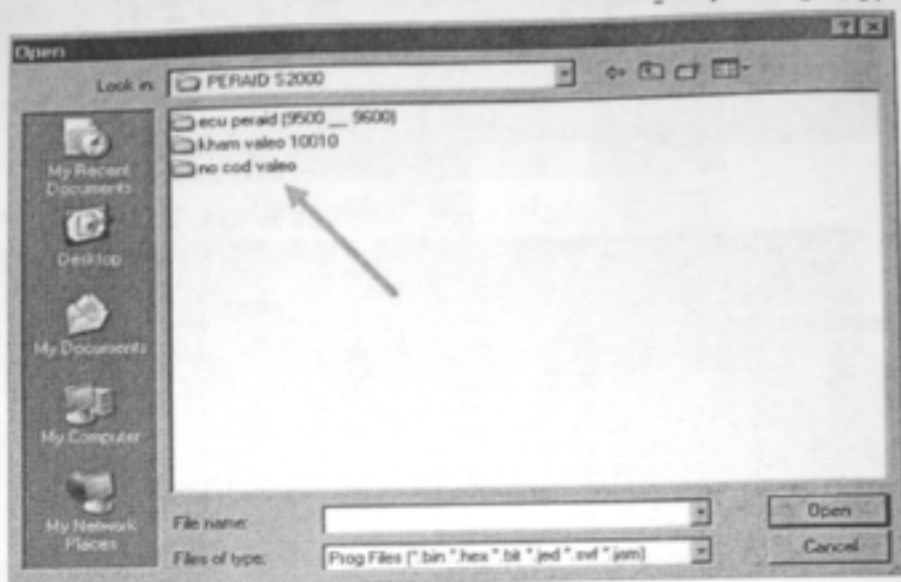 Open
Look in:
PERAID S2000
ecu peraid (9500 __ 9600)
kham valeo 10010
no cod valeo
My Recent
Documents
Desktop
My Documents
My Computer
My Network
Places
File name:
Open
Files of type:
Prog Files (*.bin *.hex *.bit *.jed *.svf *.jam)
Cancel